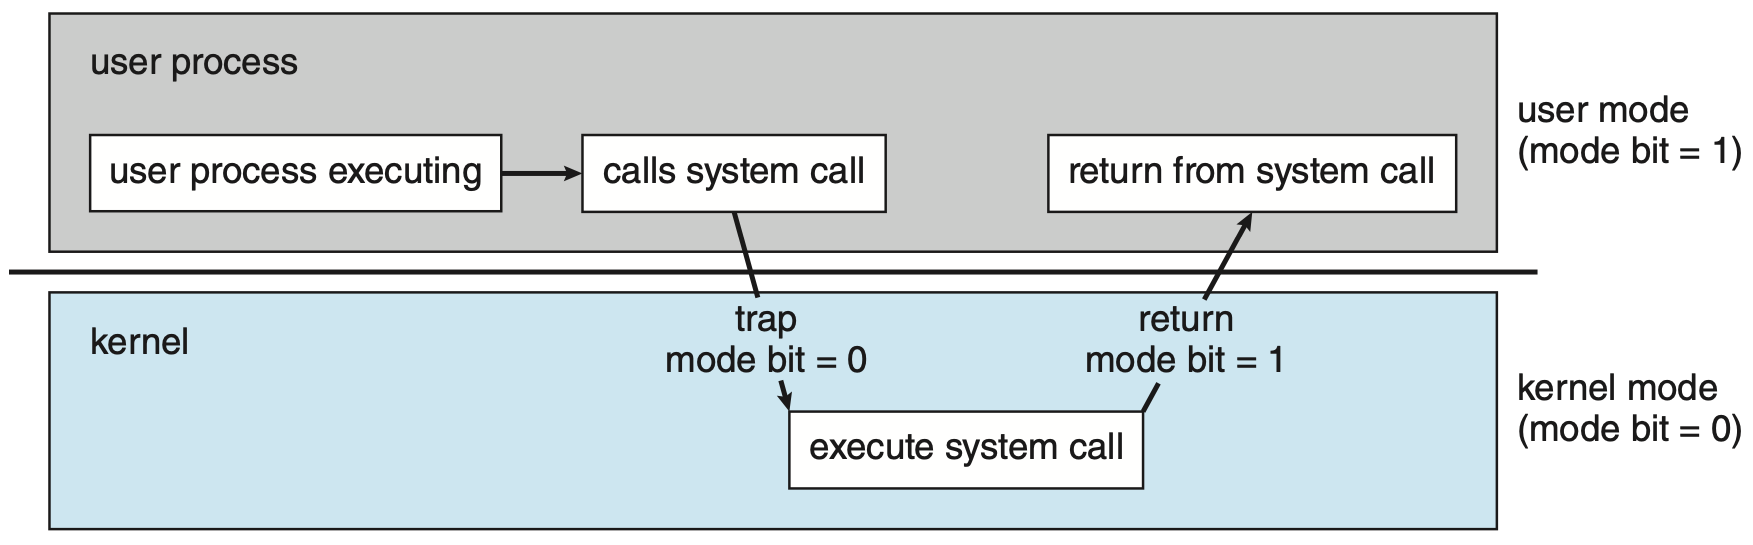 user process
user process executing
calls system call
return from system call
user mode
(mode bit = 1)
kernel
trap
mode bit = 0
return
mode bit = 1
execute system call
kernel mode
(mode bit = 0)